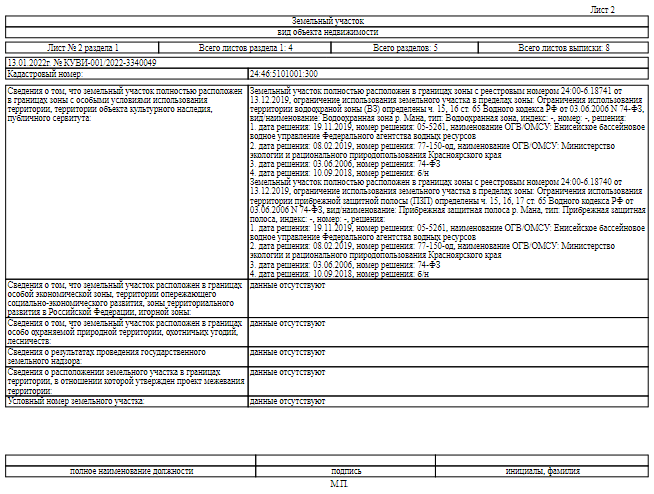 Лист 2
Земельный участок
вид объекта недвижимости
Лист № 2 раздела 1
Всего листов раздела 1: 4
Всего разделов: 5
Всего листов выписки: 8
13.01.2022г. № КУВИ-001/2022-3340049
Кадастровый номер:
24:46:5101001:300
Сведения о том, что земельный участок полностью расположен
в границах зоны с особыми условиями использования
территории, территории объекта культурного наследия,
публичного сервитута:
Земельный участок полностью расположен в границах зоны с реестровым номером 24:00-6.18741 от
13.12.2019, ограничение использования земельного участка в пределах зоны: Ограничения использования
территории водоохраной зоны (ВЗ) определены ч. 15, 16 ст. 65 Водного кодекса РФ от 03.06.2006 N 74-ФЗ,
вид/наименование: Водоохранная зона р. Мана, тип: Водоохранная зона, индекс: -, номер: -, решения:
1. дата решения: 19.11.2019, номер решения: 05-5261, наименование ОГВ/ОМСУ: Енисейское бассейновое
водное управление Федерального агентства водных ресурсов
2. дата решения: 08.02.2019, номер решения: 77-150-од, наименование ОГВ/ОМСУ: Министерство
экологии и рационального природопользования Красноярского края
3. дата решения: 03.06.2006, номер решения: 74-ФЗ
4. дата решения: 10.09.2018, номер решения: б/н
Земельный участок полностью расположен в границах зоны с реестровым номером 24:00-6.18740 от
13.12.2019, ограничение использования земельного участка в пределах зоны: Ограничения использования
территории прибрежной защитной полосы (ПЗП) определены ч. 15, 16, 17 ст. 65 Водного кодекса РФ от
03.06.2006 N 74-ФЗ, вид/наименование: Прибрежная защитная полоса р. Мана, тип: Прибрежная защитная
полоса, индекс: -, номер: -, решения:
1. дата решения: 19.11.2019, номер решения: 05-5261, наименование ОГВ/ОМСУ: Енисейское бассейновое
водное управление Федерального агентства водных ресурсов
2. дата решения: 08.02.2019, номер решения: 77-150-од, наименование ОГВ/ОМСУ: Министерство
экологии и рационального природопользования Красноярского края
3. дата решения: 03.06.2006, номер решения: 74-ФЗ
4. дата решения: 10.09.2018, номер решения: б/н
Сведения о том, что земельный участок расположен в границах
особой экономической зоны, территории опережающего
социально-экономического развития, зоны территориального
развития в Российской Федерации, игорной зоны:
данные отсутствуют
Сведения о том, что земельный участок расположен в границах
особо охраняемой природной территории, охотничьих угодий,
лесничеств:
данные отсутствуют
Сведения о результатах проведения государственного
земельного надзора:
данные отсутствуют
Сведения о расположении земельного участка в границах
территории, в отношении которой утвержден проект межевания
территории:
данные отсутствуют
Условный номер земельного участка:
данные отсутствуют
полное наименование должности
подпись
инициалы, фамилия
М.П.